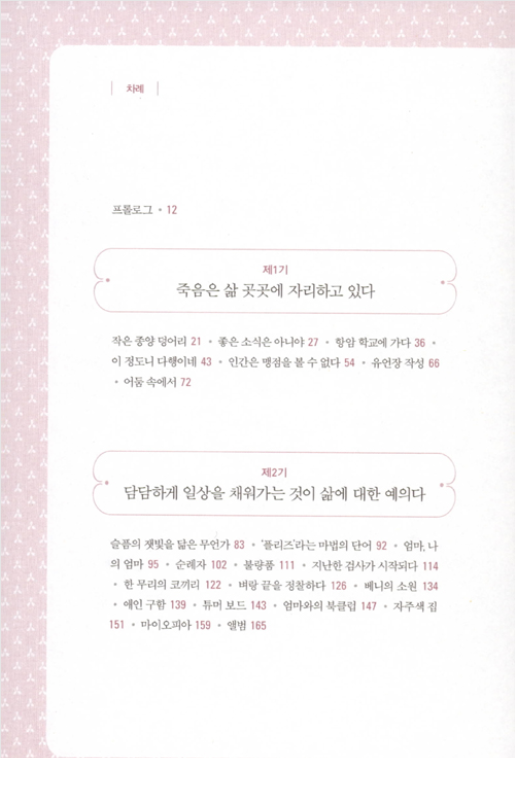 차례
프롤로그 • 12
제1기
죽음은 삶 곳곳에 자리하고 있다
작은 종양 덩어리 21 • 좋은 소식은 아니야 27 • 항암 학교에 가다 36 •
이 정도니 다행이네 43 • 인간은 맹점을 볼 수 없다 54 • 유언장 작성 66
• 어둠 속에서 72
제2기
담담하게 일상을 채워가는 것이 삶에 대한 예의다
슬픔의 잿빛을 닮은 무언가 83 • '플리즈'라는 마법의 단어 92 • 엄마, 나
의 엄마 95 • 순례자 102 • 불량품 111 • 지난한 검사가 시작되다 114
• 한 무리의 코끼리 122 • 벼랑 끝을 정찰하다 126 • 베니의 소원 134
• 애인 구함 139 • 튜머 보드 143 • 엄마와의 북클럽 147 • 자주색 집
151 • 마이오피아 159 • 앨범 165